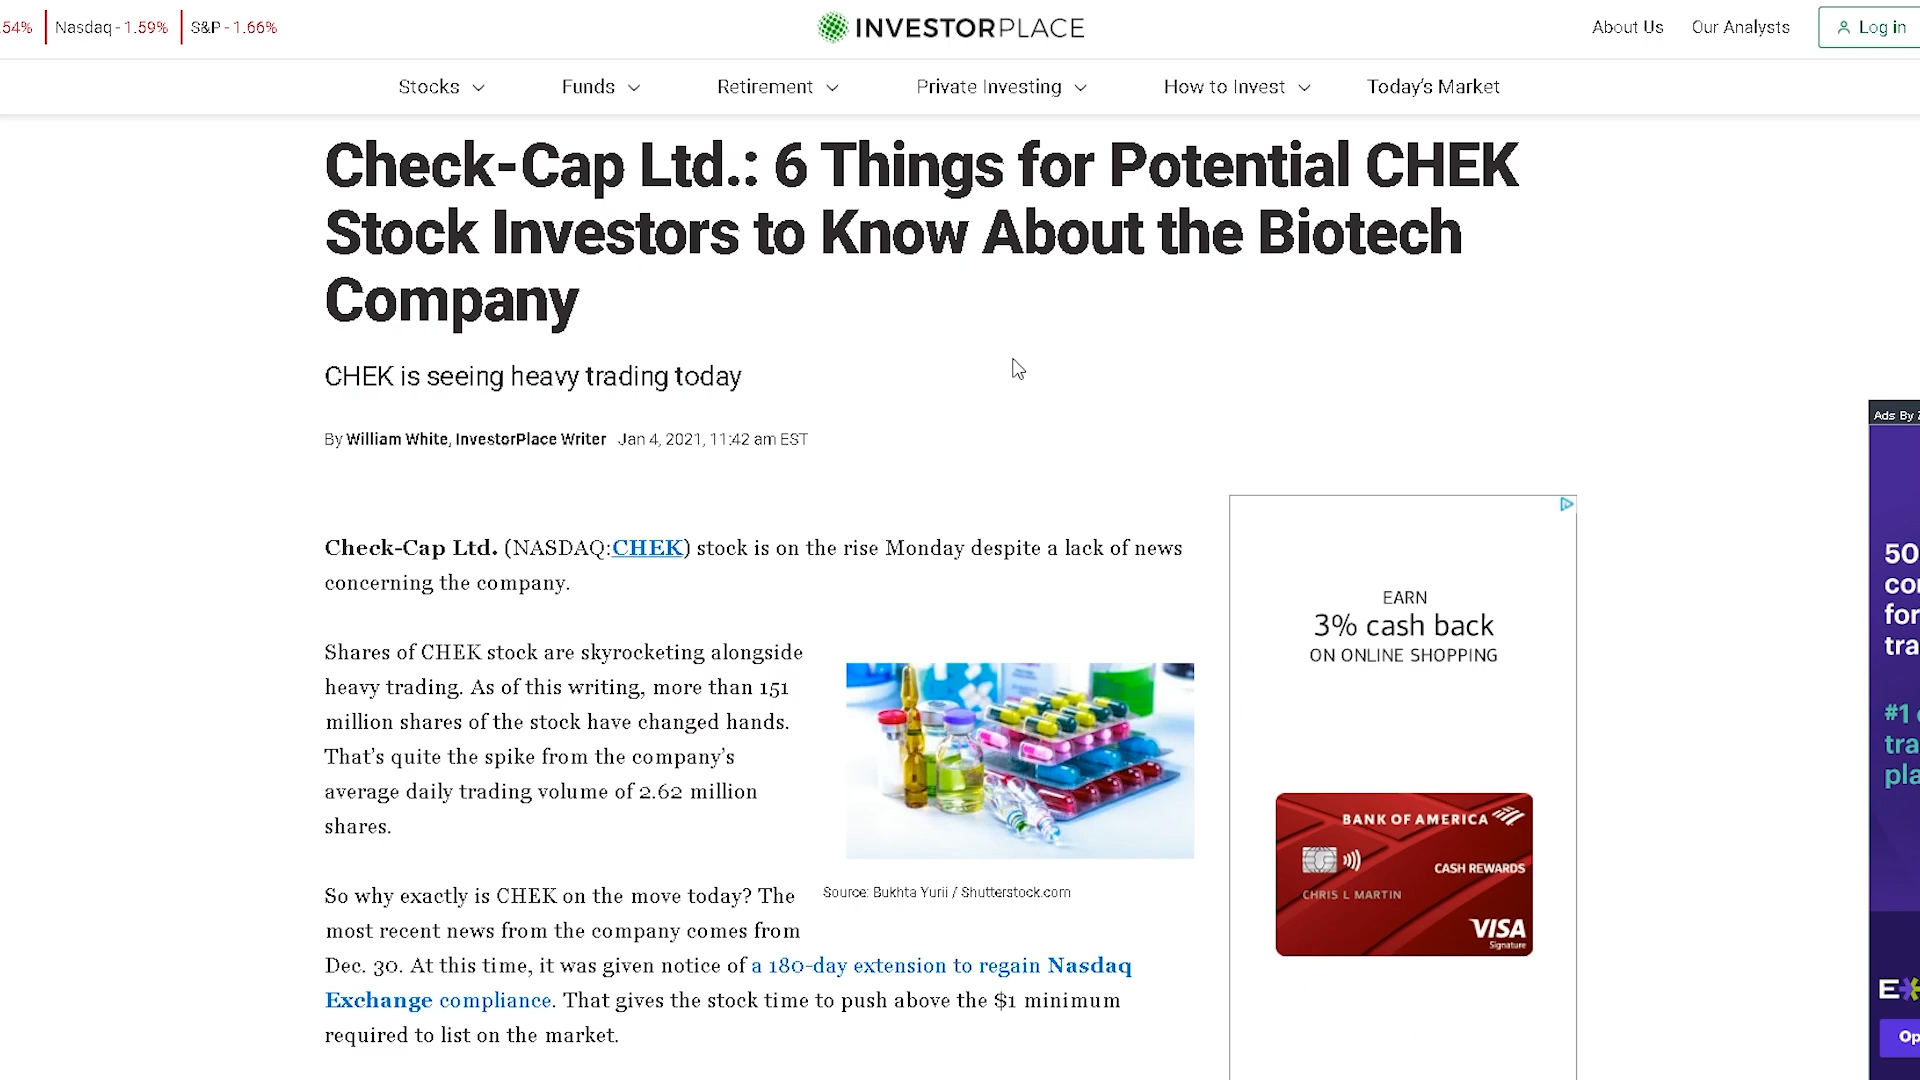 54% Nasdaq - 1.59% S&P - 1.66%
INVESTORPLACE
About Us Our Analysts Log in
Stocks Funds Retirement Private Investing How to Invest Today's Market
Check-Cap Ltd.: 6 Things for Potential CHEK
Stock Investors to Know About the Biotech
Company
CHEK is seeing heavy trading today
By William White, InvestorPlace Writer Jan 4, 2021, 11:42 am EST
Check-Cap Ltd. (NASDAQ:CHEK) stock is on the rise Monday despite a lack of news
concerning the company.
Shares of CHEK stock are skyrocketing alongside
heavy trading. As of this writing, more than 151
million shares of the stock have changed hands.
That's quite the spike from the company's
average daily trading volume of 2.62 million
shares.
So why exactly is CHEK on the move today? The
most recent news from the company comes from
Dec. 30. At this time, it was given notice of a 180-day extension to regain Nasdaq
Exchange compliance. That gives the stock time to push above the $1 minimum
required to list on the market.
Source: Bukhta Yurii / Shutterstock.com
EARN
3% cash back
ON ONLINE SHOPPING
BANK OF AMERICA
CASH REWARDS
CHRIS L MARTIN
VISA
Signature
Ads By
50
for
#1